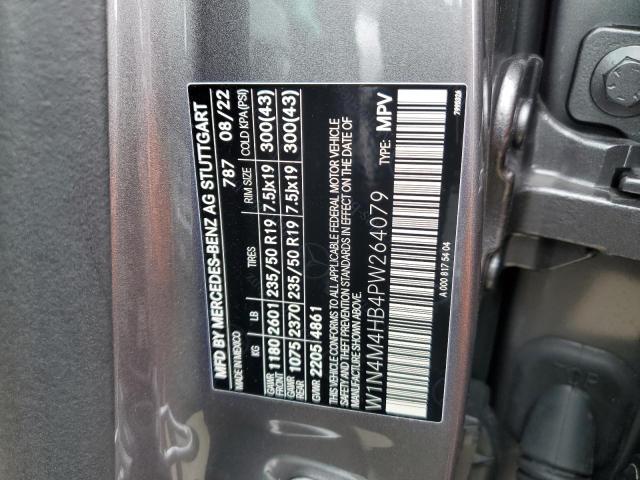 MFD BY MERCEDES-BENZ AG STUTTGART
MADE IN MEXICO 787 08/22
KG LB TIRES RIM SIZE COLD KPA (PSI)
GAWR FRONT 1180 2601 235/50 R19 7.5Jx19 300(43)
GAWR REAR 1075 2370 235/50 R19 7.5Jx19 300(43)
GVWR 2205 4861
THIS VEHICLE CONFORMS TO ALL APPLICABLE FEDERAL MOTOR VEHICLE
SAFETY AND THEFT PREVENTION STANDARDS IN EFFECT ON THE DATE OF
MANUFACTURE SHOWN ABOVE.
W1N4M4HB4PW264079 TYPE: MPV
A 000 817 54 04
TOP